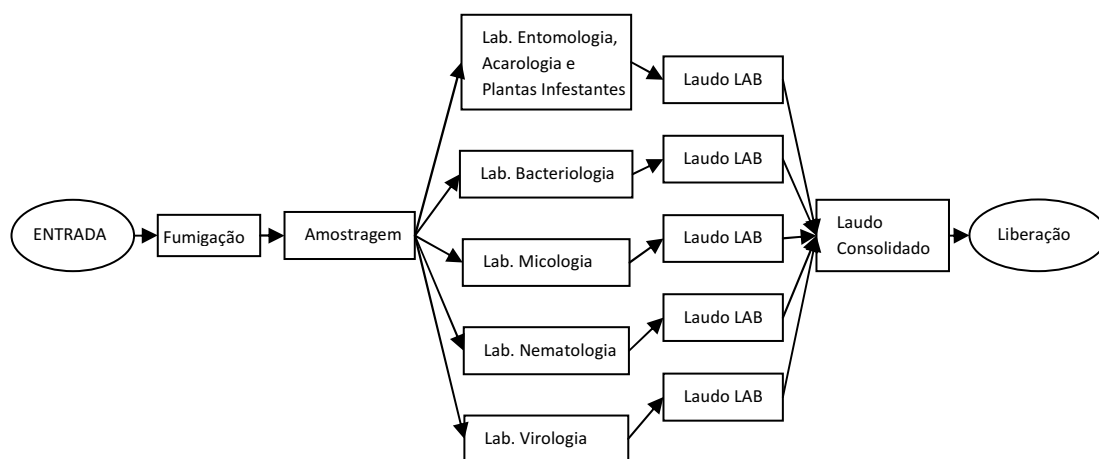 ENTRADA
Fumigação
Amostragem
Lab. Entomologia,
Acarologia e
Plantas Infestantes
Laudo LAB
Lab. Bacteriologia
Laudo LAB
Lab. Micologia
Laudo LAB
Lab. Nematologia
Laudo LAB
Lab. Virologia
Laudo LAB
Laudo
Consolidado
Liberação